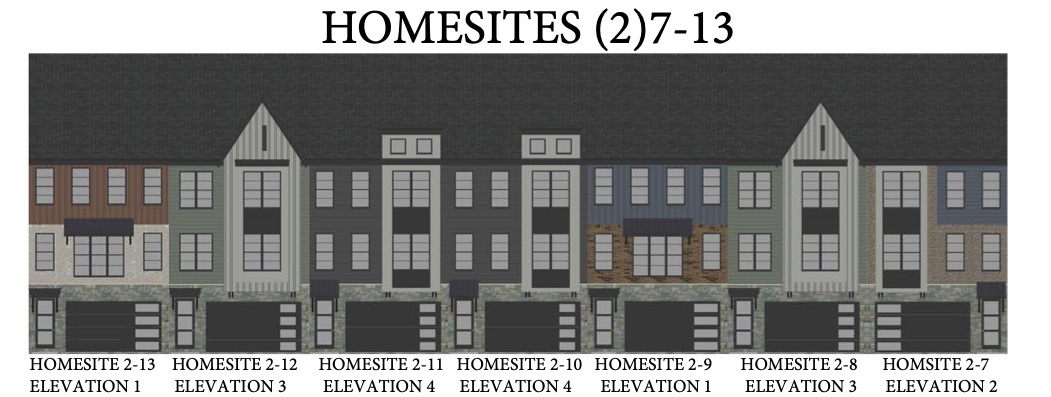 HOMESITES (2)7-13
HOMESITE 2-13 HOMESITE 2-12 HOMESITE 2-11 HOMSITE 2-10 HOMESITE 2-9 HOMESITE 2-8 HOMSITE 2-7
ELEVATION 1 ELEVATION 3 ELEVATION 4 ELEVATION 4 ELEVATION 1 ELEVATION 3 ELEVATION 2